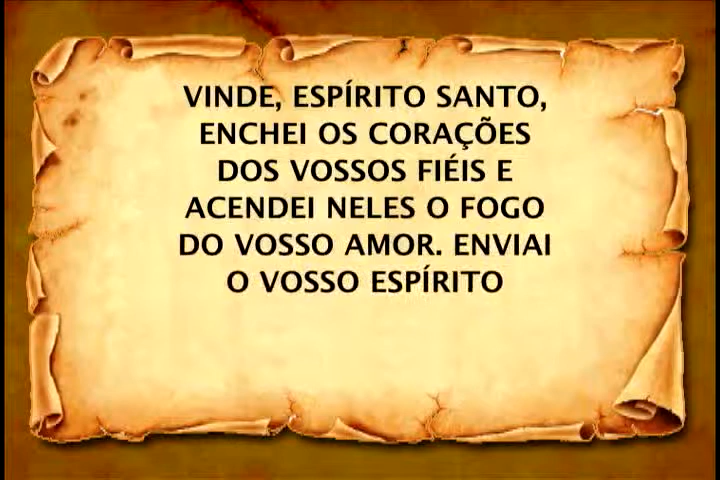 VINDE, ESPÍRITO SANTO,
ENCHEI OS CORAÇÕES
DOS VOSSOS FIÉIS E
ACENDEI NELES O FOGO
DO VOSSO AMOR. ENVIAI
O VOSSO ESPÍRITO